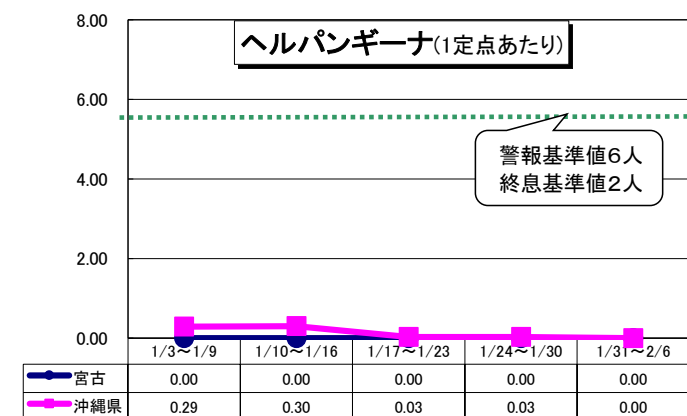 ヘルパンギーナ(1定点あたり)
8.00
6.00
警報基準値6人
終息基準値2人
4.00
2.00
0.00
1/3～1/9 1/10～1/16 1/17～1/23 1/24～1/30 1/31～2/6
宮古 0.00 0.00 0.00 0.00 0.00
沖縄県 0.29 0.30 0.03 0.03 0.00